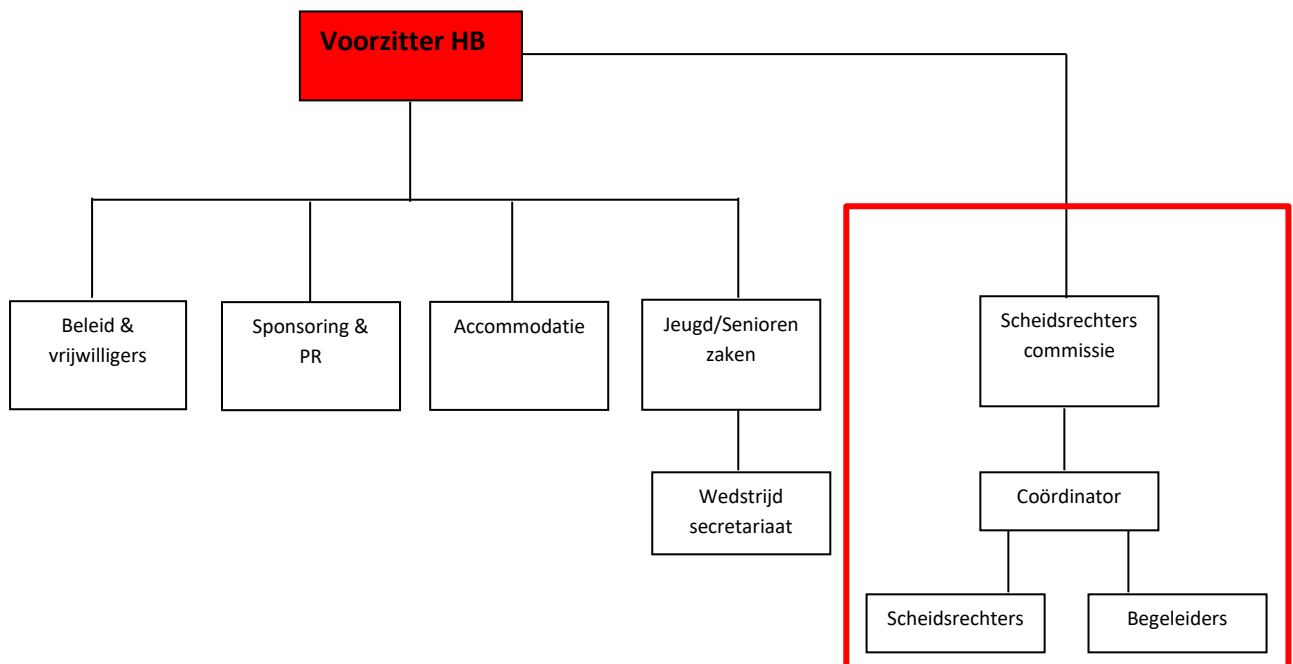 Voorzitter HB
Beleid &
vrijwilligers
Sponsoring &
PR
Accommodatie
Jeugd/Senioren
zaken
Scheidsrechters
commissie
Wedstrijd
secretariaat
Coördinator
Scheidsrechters
Begeleiders